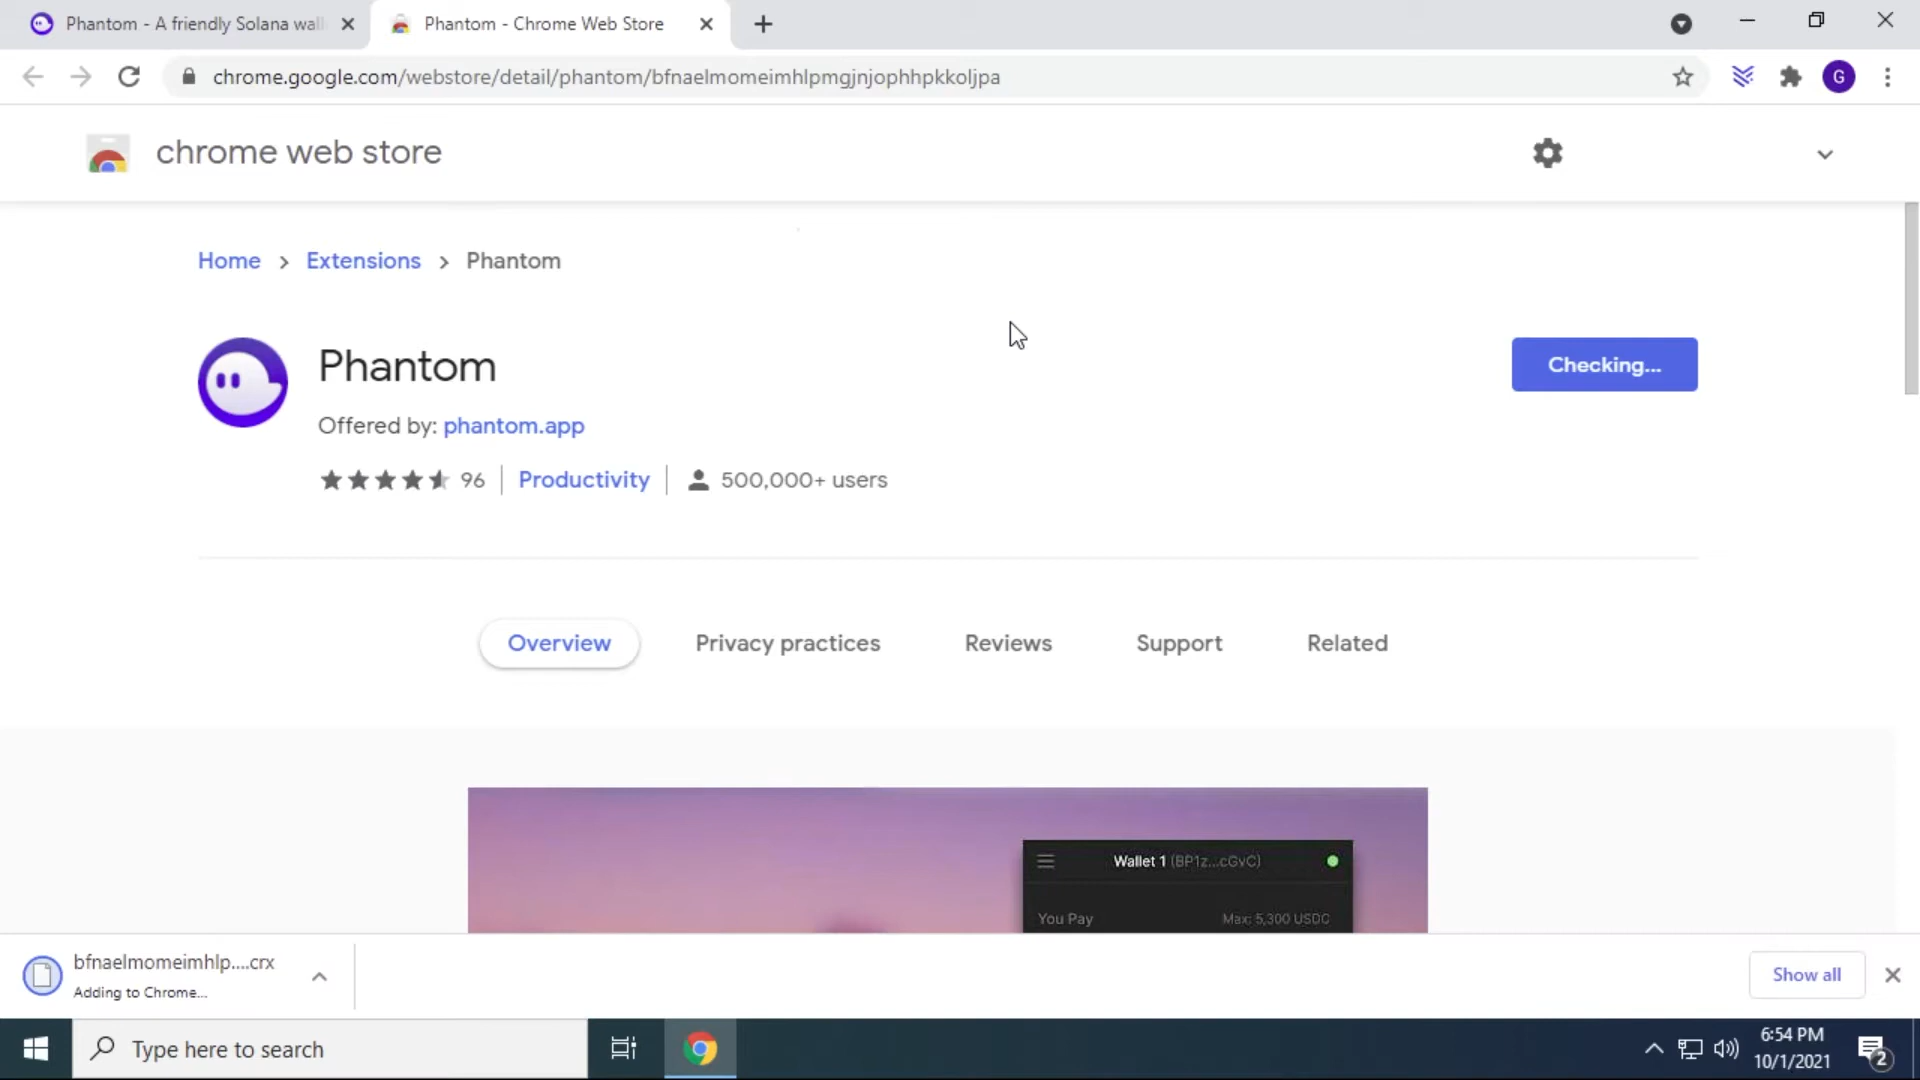 Phantom - A friendly Solana wall
Phantom - Chrome Web Store
chrome.google.com/webstore/detail/phantom/bfnaelmomeimhlpmgjnjophhpkkoljpa
G
chrome web store
Home > Extensions > Phantom
Phantom
Checking...
Offered by: phantom.app
96 | Productivity | 500,000+ users
Overview
Privacy practices
Reviews
Support
Related
Wallet 1 (BP1z...cGvC)
You Pay
Max: 5,300 USDC
bfnaelmomeimhlp....crx
Adding to Chrome...
Show all
Type here to search
6:54 PM
10/1/2021
2